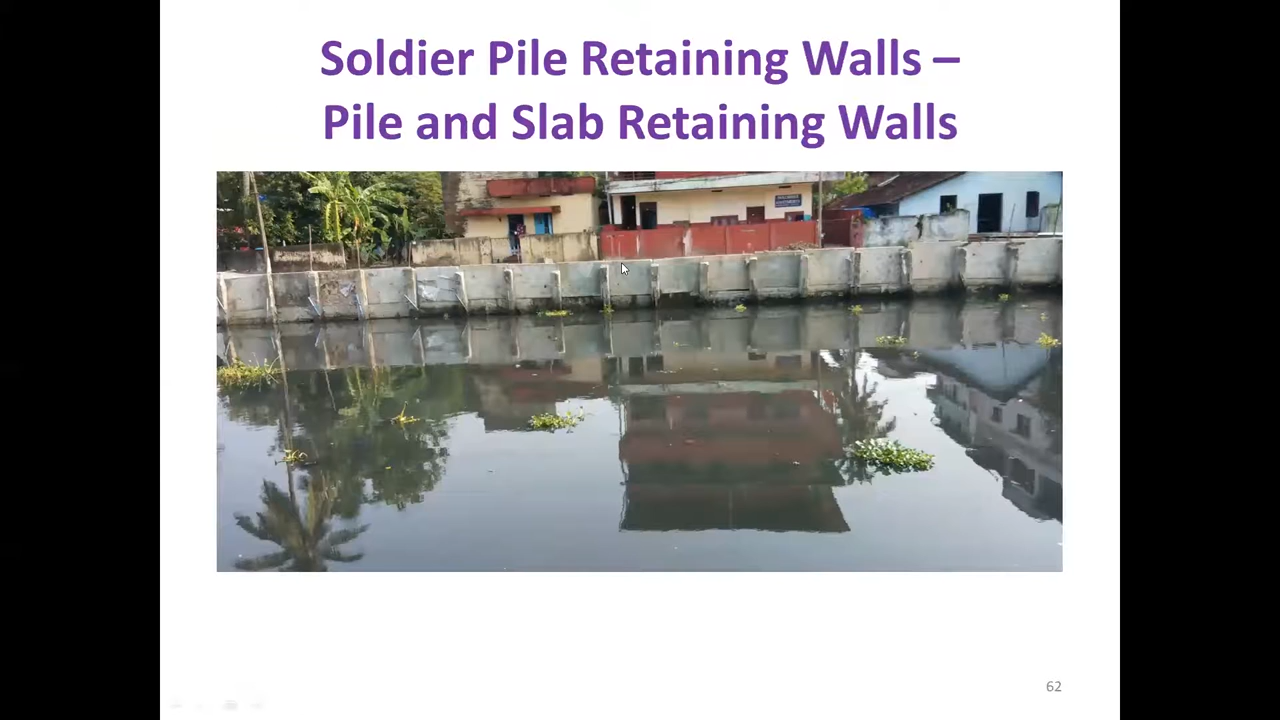 Soldier Pile Retaining Walls –
Pile and Slab Retaining Walls
62